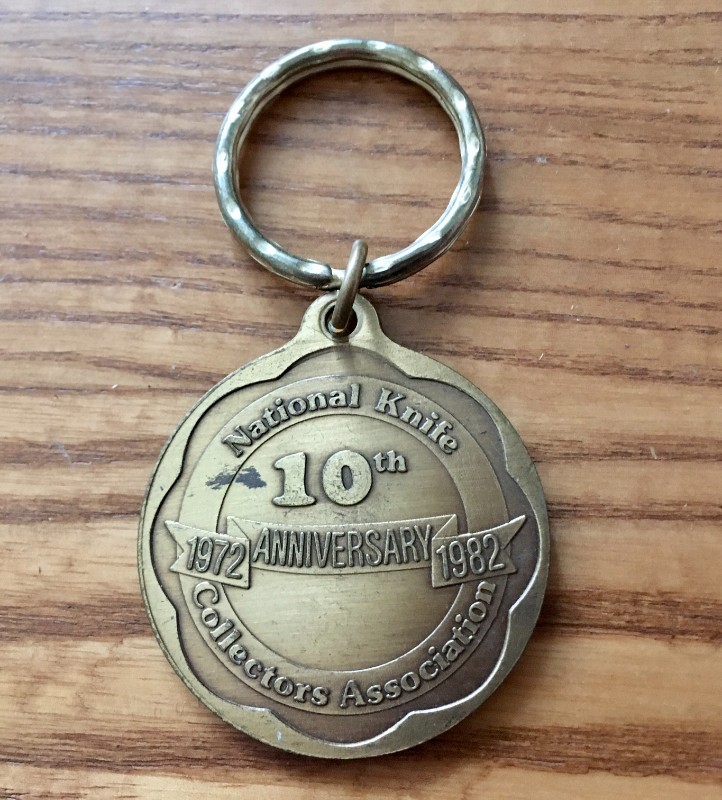 National Knife
10th
1972 ANNIVERSARY 1982
Collectors Association